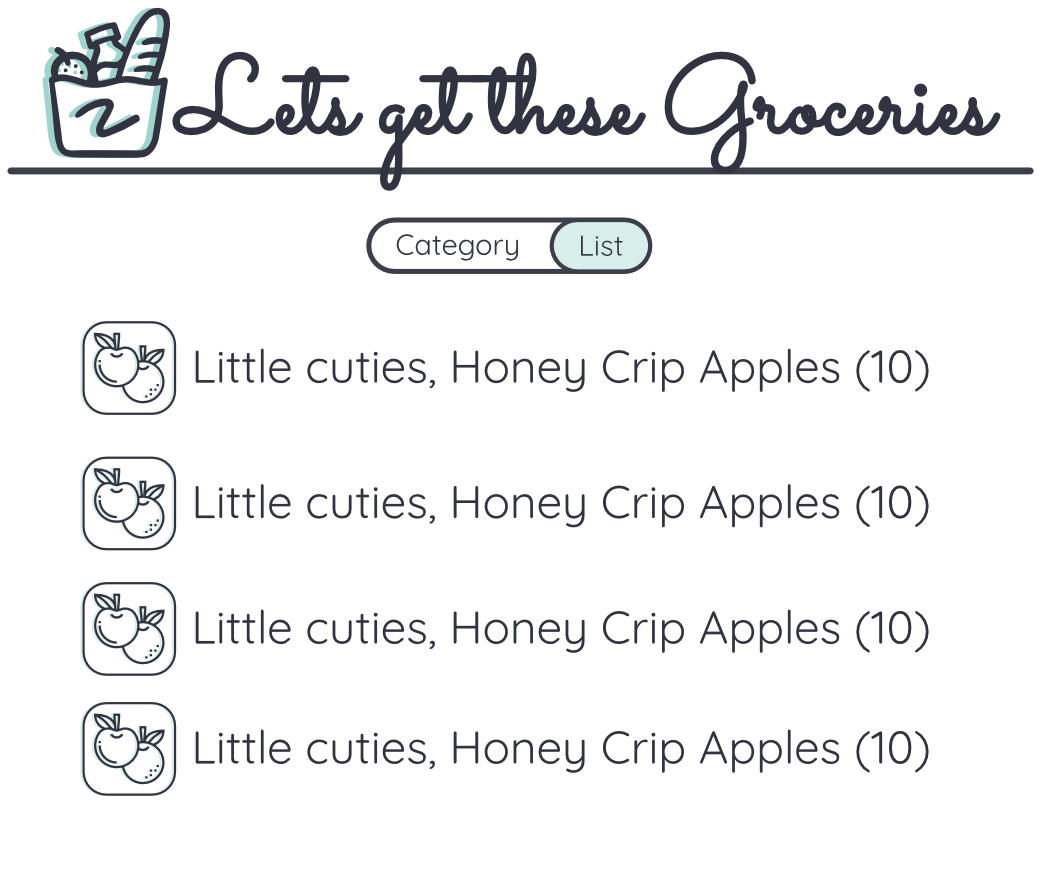 Lets get these Groceries
Category List
Little cuties, Honey Crip Apples (10)
Little cuties, Honey Crip Apples (10)
Little cuties, Honey Crip Apples (10)
Little cuties, Honey Crip Apples (10)